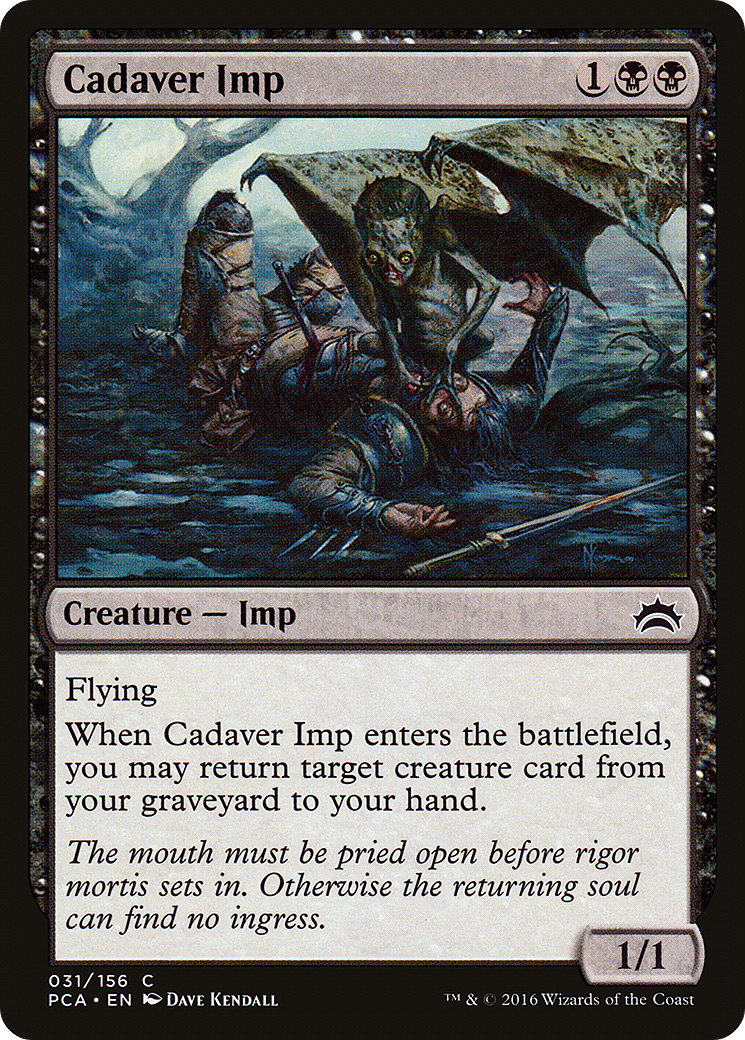 Cadaver Imp 1
Creature — Imp
Flying
When Cadaver Imp enters the battlefield,
you may return target creature card from
your graveyard to your hand.
The mouth must be pried open before rigor
mortis sets in. Otherwise the returning soul
can find no ingress.
1/1
031/156 C
PCA • EN DAVE KENDALL
™ & © 2016 Wizards of the Coast